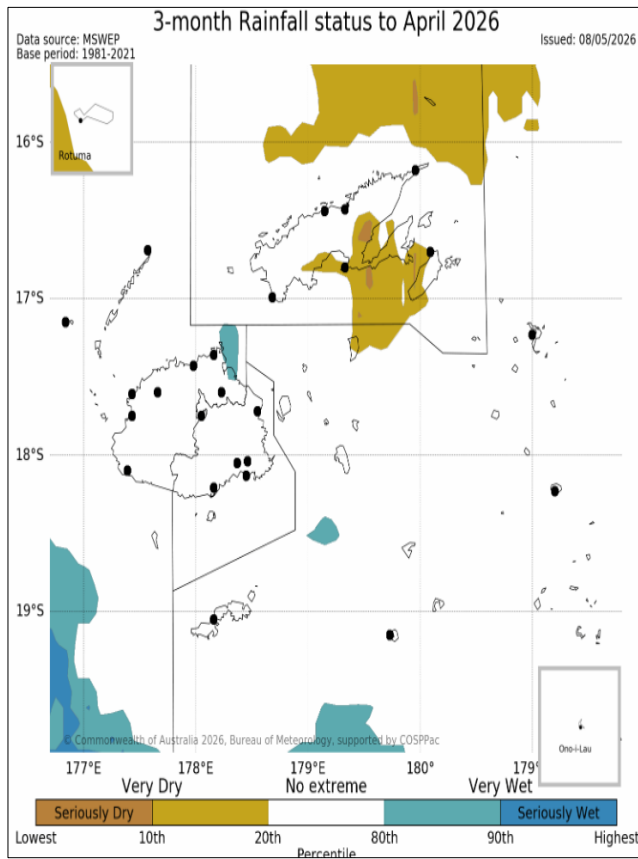 3-month Rainfall status to April 2026
Data source: MSWEP
Base period: 1981-2021
Issued: 08/05/2026
Rotuma
16°S
17°S
18°S
19°S
Ono-i-Lau
© Commonwealth of Australia 2026, Bureau of Meteorology, supported by COSPPac
177°E 178°E 179°E 180° 179°
Very Dry No extreme Very Wet
Seriously Dry Seriously Wet
Lowest 10th 20th 80th 90th Highest
Percentile